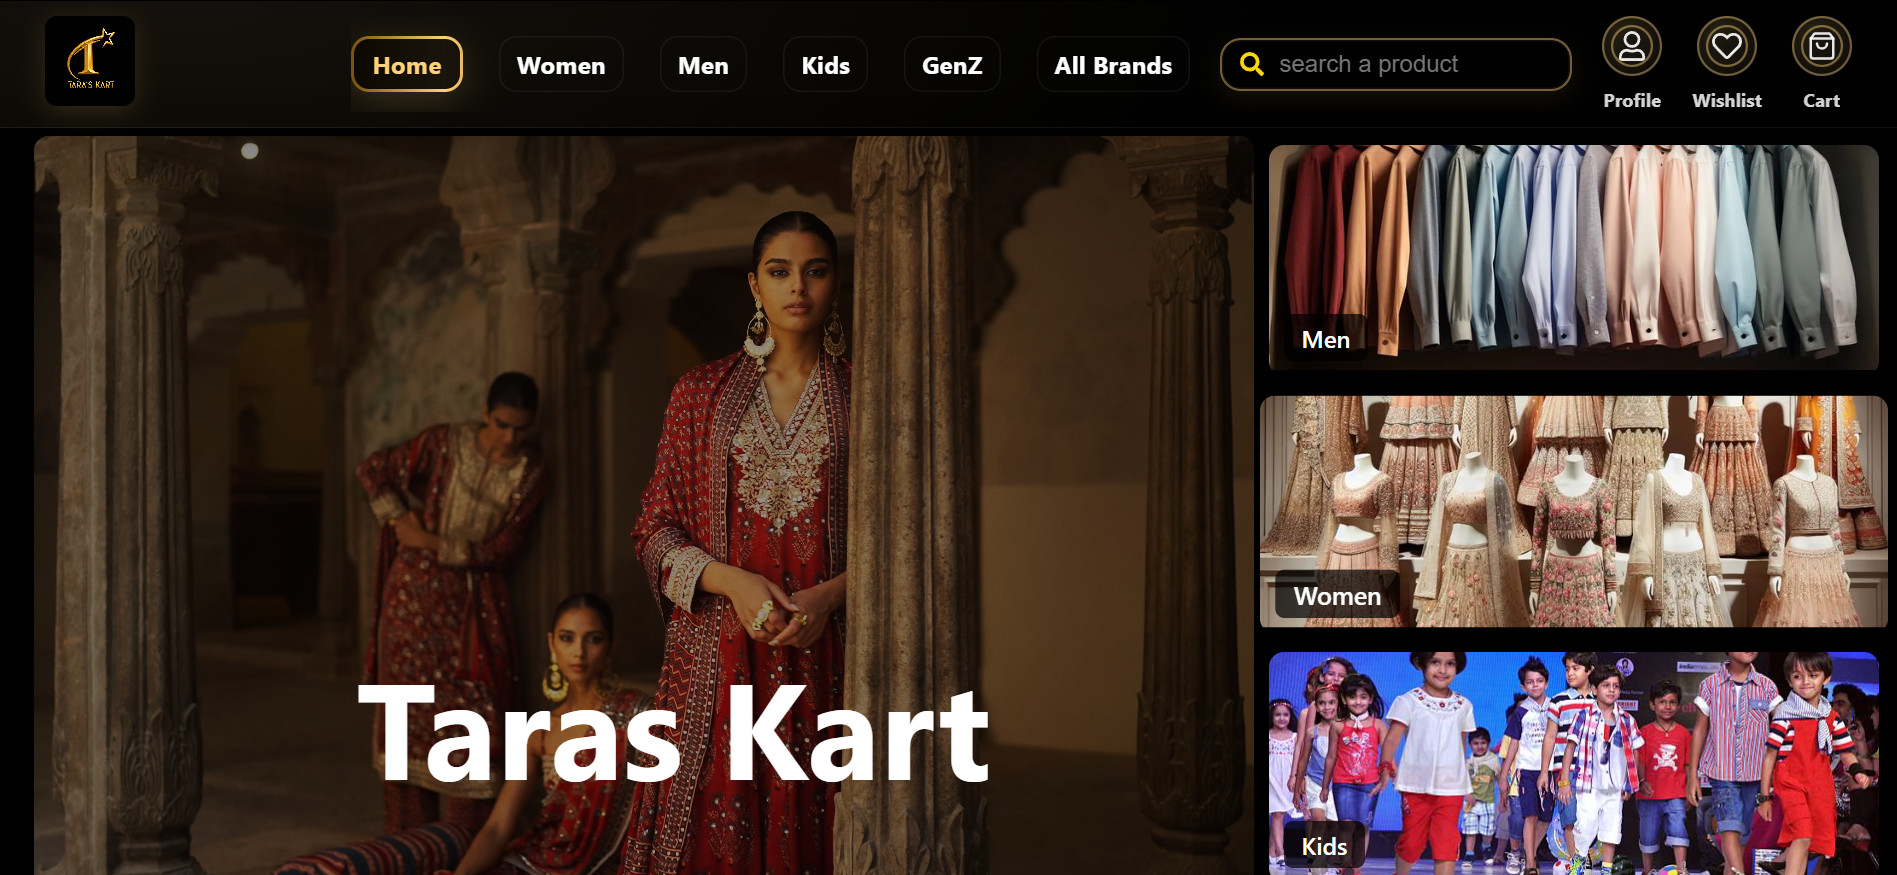 TARA'S KART
Home
Women
Men
Kids
GenZ
All Brands
search a product
Profile
Wishlist
Cart
Men
Women
Taras Kart
Kids